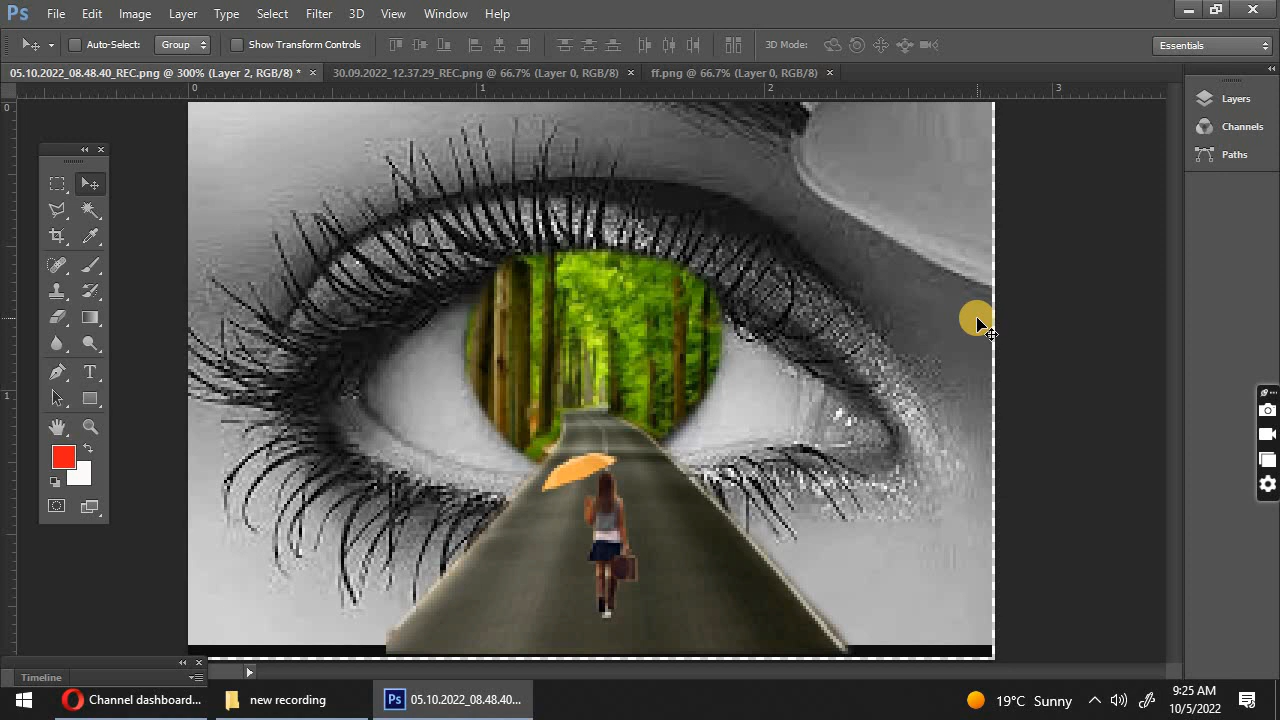 Ps File Edit Image Layer Type Select Filter 3D View Window Help
Auto-Select: Group Show Transform Controls 3D Mode: Essentials
05.10.2022_08.48.40_REC.png @ 300% (Layer 2, RGB/8) * × 30.09.2022_12.37.29_REC.png @ 66.7% (Layer 0, RGB/8) × ff.png @ 66.7% (Layer 0, RGB/8) ×
0 1 2 3
Layers
Channels
Paths
0
1
T
Timeline
Channel dashboard... new recording Ps 05.10.2022_08.48.40... 19°C Sunny 9:25 AM
10/5/2022